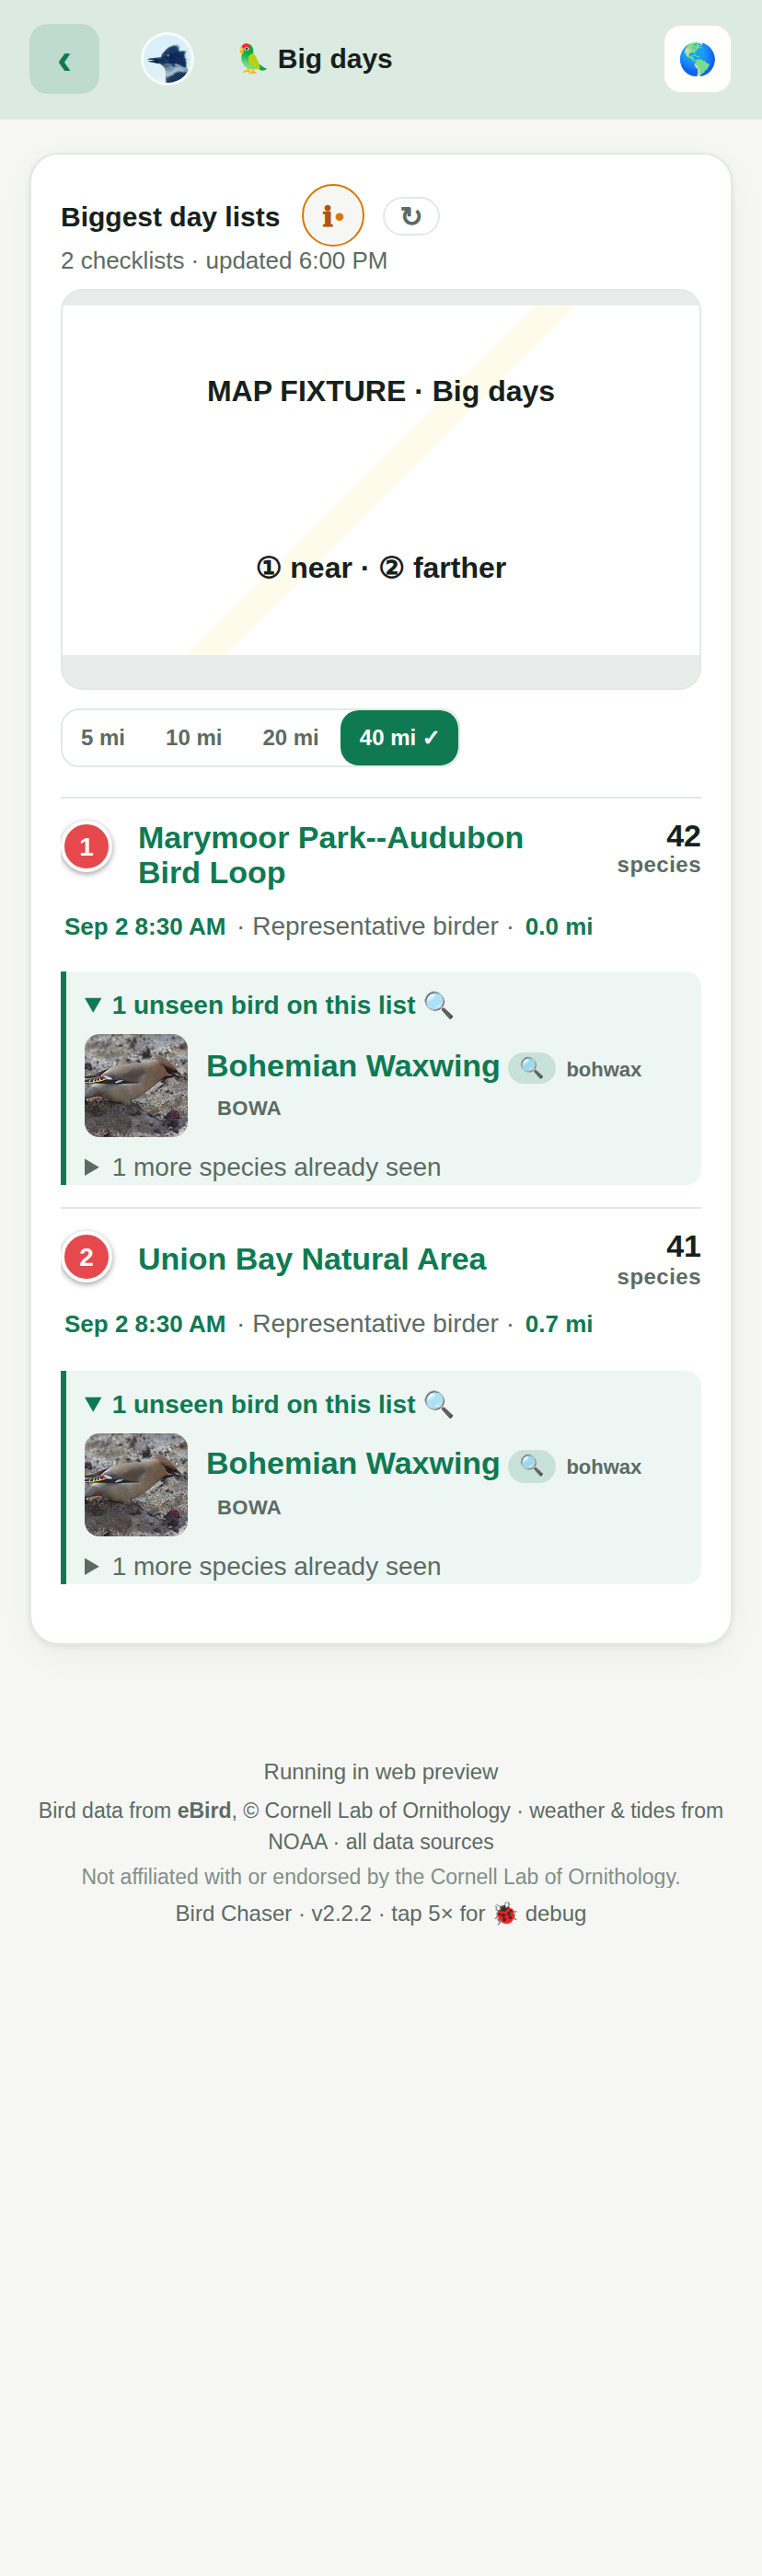 ‹ 🦜 Big days 🌎
Biggest day lists ℹ• ↻
2 checklists · updated 6:00 PM
MAP FIXTURE · Big days
① near · ② farther
5 mi 10 mi 20 mi 40 mi ✓
1 Marymoor Park--Audubon 42
Bird Loop species
Sep 2 8:30 AM · Representative birder · 0.0 mi
▼ 1 unseen bird on this list 🔍
Bohemian Waxwing 🔍 bohwax
BOWA
▶ 1 more species already seen
2 Union Bay Natural Area 41
species
Sep 2 8:30 AM · Representative birder · 0.7 mi
▼ 1 unseen bird on this list 🔍
Bohemian Waxwing 🔍 bohwax
BOWA
▶ 1 more species already seen
Running in web preview
Bird data from eBird, © Cornell Lab of Ornithology · weather & tides from
NOAA · all data sources
Not affiliated with or endorsed by the Cornell Lab of Ornithology.
Bird Chaser · v2.2.2 · tap 5× for 🐞 debug